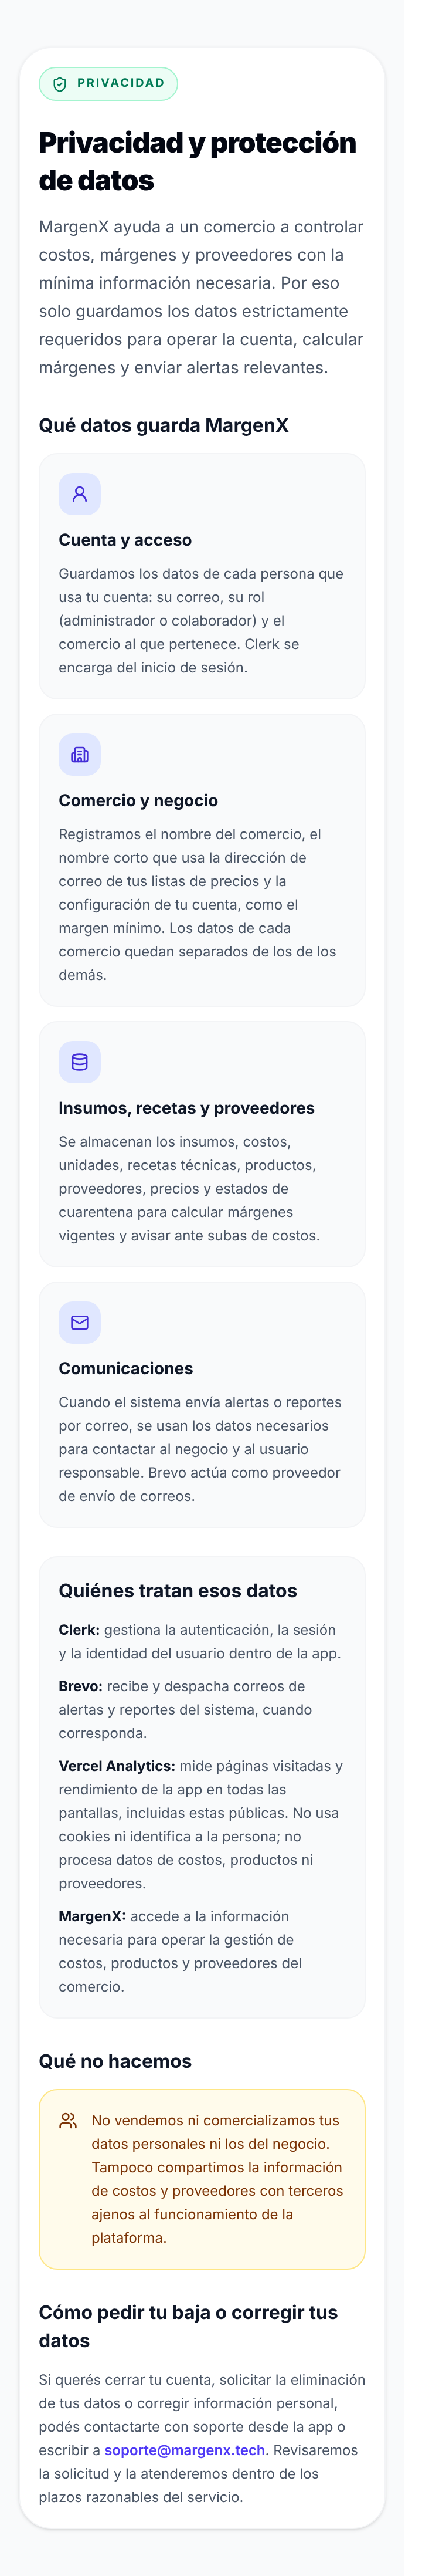 PRIVACIDAD
Privacidad y protección
de datos
MargenX ayuda a un comercio a controlar
costos, márgenes y proveedores con la
mínima información necesaria. Por eso
solo guardamos los datos estrictamente
requeridos para operar la cuenta, calcular
márgenes y enviar alertas relevantes.
Qué datos guarda MargenX
Cuenta y acceso
Guardamos los datos de cada persona que
usa tu cuenta: su correo, su rol
(administrador o colaborador) y el
comercio al que pertenece. Clerk se
encarga del inicio de sesión.
Comercio y negocio
Registramos el nombre del comercio, el
nombre corto que usa la dirección de
correo de tus listas de precios y la
configuración de tu cuenta, como el
margen mínimo. Los datos de cada
comercio quedan separados de los de los
demás.
Insumos, recetas y proveedores
Se almacenan los insumos, costos,
unidades, recetas técnicas, productos,
proveedores, precios y estados de
cuarentena para calcular márgenes
vigentes y avisar ante subas de costos.
Comunicaciones
Cuando el sistema envía alertas o reportes
por correo, se usan los datos necesarios
para contactar al negocio y al usuario
responsable. Brevo actúa como proveedor
de envío de correos.
Quiénes tratan esos datos
Clerk: gestiona la autenticación, la sesión
y la identidad del usuario dentro de la app.
Brevo: recibe y despacha correos de
alertas y reportes del sistema, cuando
corresponda.
Vercel Analytics: mide páginas visitadas y
rendimiento de la app en todas las
pantallas, incluidas estas públicas. No usa
cookies ni identifica a la persona; no
procesa datos de costos, productos ni
proveedores.
MargenX: accede a la información
necesaria para operar la gestión de
costos, productos y proveedores del
comercio.
Qué no hacemos
No vendemos ni comercializamos tus
datos personales ni los del negocio.
Tampoco compartimos la información
de costos y proveedores con terceros
ajenos al funcionamiento de la
plataforma.
Cómo pedir tu baja o corregir tus
datos
Si querés cerrar tu cuenta, solicitar la eliminación
de tus datos o corregir información personal,
podés contactarte con soporte desde la app o
escribir a soporte@margenx.tech. Revisaremos
la solicitud y la atenderemos dentro de los
plazos razonables del servicio.